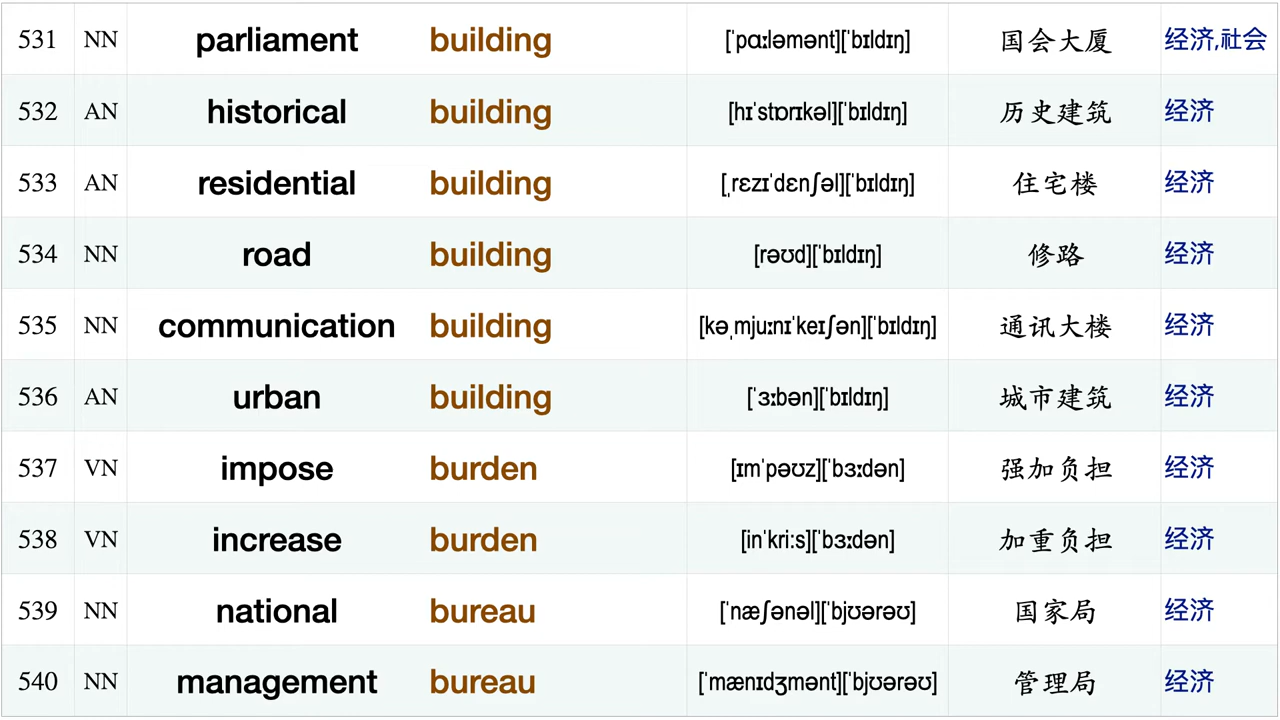 531 NN parliament building [ˈpɑːləmənt][ˈbɪldɪŋ] 国会大厦 经济,社会
532 AN historical building [hɪˈstɒrɪkəl][ˈbɪldɪŋ] 历史建筑 经济
533 AN residential building [ˌrɛzɪˈdɛnʃəl][ˈbɪldɪŋ] 住宅楼 经济
534 NN road building [rəʊd][ˈbɪldɪŋ] 修路 经济
535 NN communication building [kəˌmjuːnɪˈkeɪʃən][ˈbɪldɪŋ] 通讯大楼 经济
536 AN urban building [ˈɜːbən][ˈbɪldɪŋ] 城市建筑 经济
537 VN impose burden [ɪmˈpəʊz][ˈbɜːdən] 强加负担 经济
538 VN increase burden [inˈkri:s][ˈbɜːdən] 加重负担 经济
539 NN national bureau [ˈnæʃənəl][ˈbjʊərəʊ] 国家局 经济
540 NN management bureau [ˈmænɪdʒmənt][ˈbjʊərəʊ] 管理局 经济